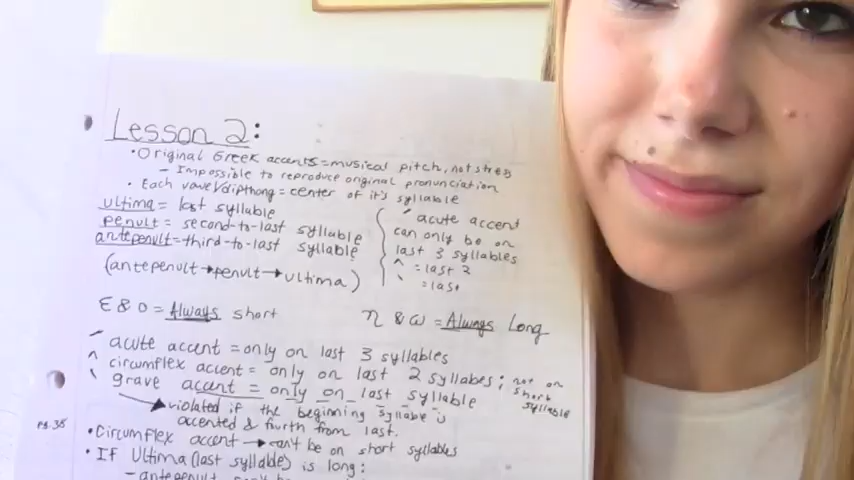 Lesson 2:
• Original Greek accents = musical pitch, not stress
– Impossible to reproduce original pronunciation
• Each vowel/dipthong = center of it's syllable
ultima = last syllable
penult = second-to-last syllable
antepenult = third-to-last syllable
(antepenult → penult → ultima)
´ acute accent
can only be on
last 3 syllables
^ = last 2
` = last
ε & o = Always short
η & ω = Always Long
´ acute accent = only on last 3 syllables
^ circumflex accent = only on last 2 syllabes; not on short syllable
` grave accent = only on last syllable
→ violated if the beginning syllable is
accented & fourth from last.
pg. 38
• Circumflex accent → can't be on short syllables
• If Ultima (last syllable) is long:
– antepenult